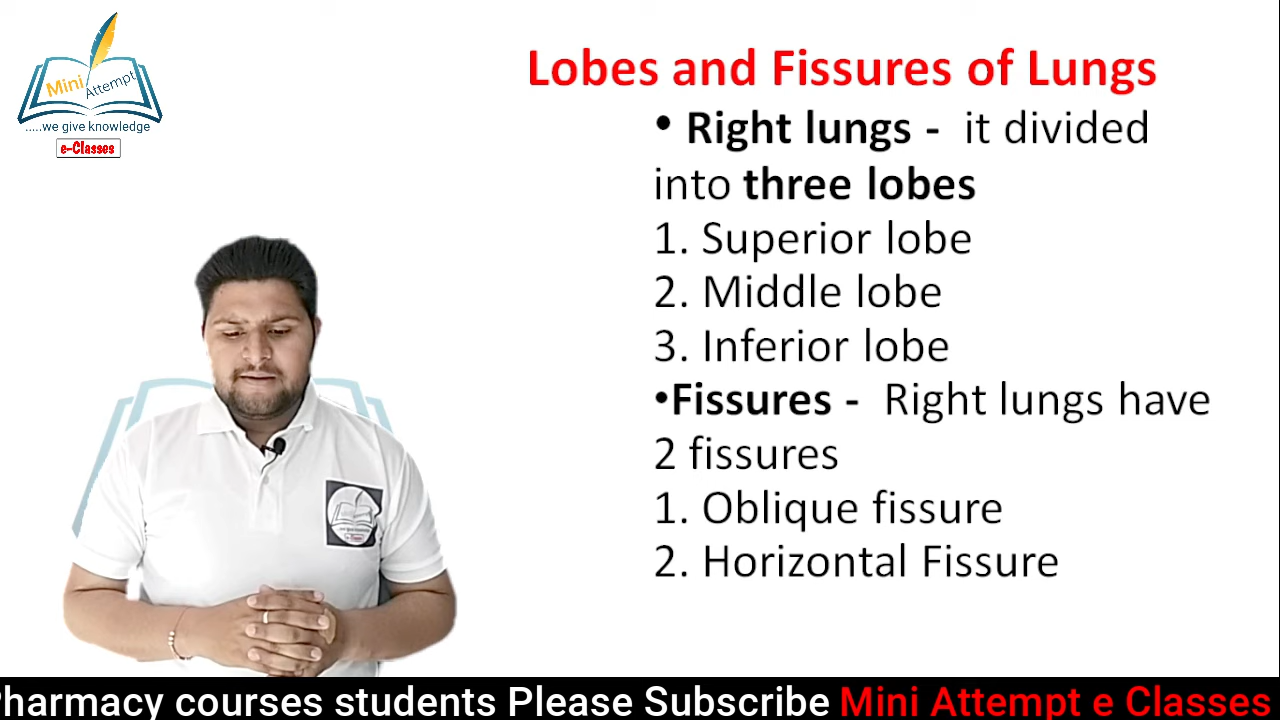 Mini Attempt
.....we give knowledge
e-Classes
Lobes and Fissures of Lungs
• Right lungs - it divided
into three lobes
1. Superior lobe
2. Middle lobe
3. Inferior lobe
•Fissures - Right lungs have
2 fissures
1. Oblique fissure
2. Horizontal Fissure
Pharmacy courses students Please Subscribe Mini Attempt e Classes